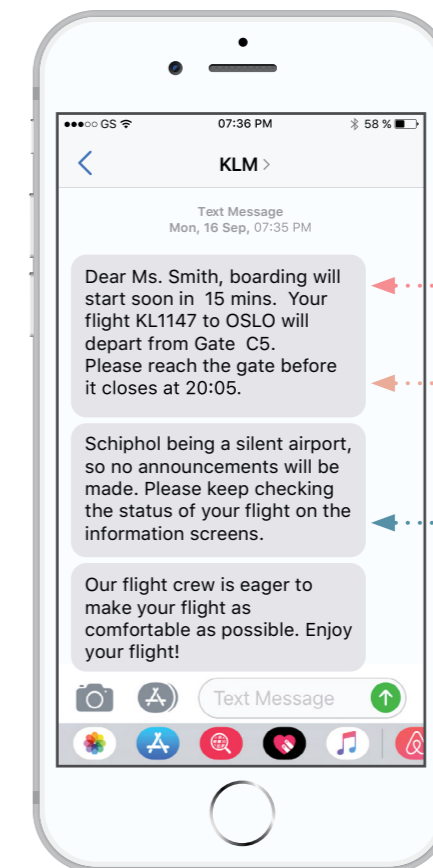 GS 07:36 PM 58 %
KLM >
Text Message
Mon, 16 Sep, 07:35 PM
Dear Ms. Smith, boarding will
start soon in 15 mins. Your
flight KL1147 to OSLO will
depart from Gate C5.
Please reach the gate before
it closes at 20:05.
Schiphol being a silent airport,
so no announcements will be
made. Please keep checking
the status of your flight on the
information screens.
Our flight crew is eager to
make your flight as
comfortable as possible. Enjoy
your flight!
Text Message